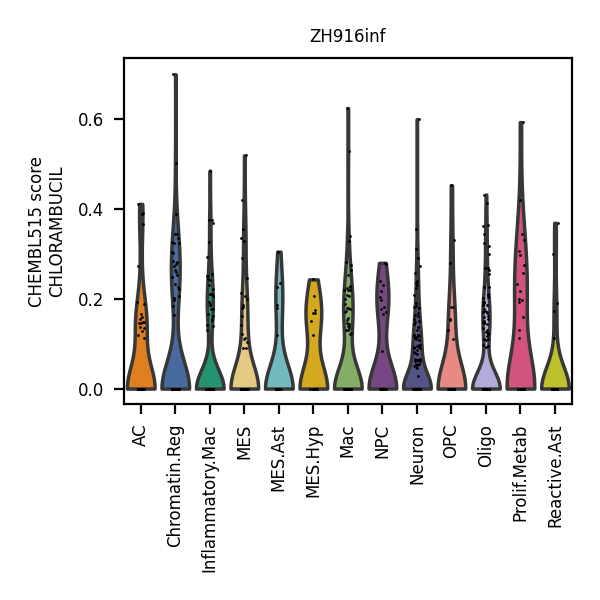 ZH916inf
CHEMBL515 score
CHLORAMBUCIL
0.6
0.4
0.2
0.0
AC
Chromatin.Reg
Inflammatory.Mac
MES
MES.Ast
MES.Hyp
Mac
NPC
Neuron
OPC
Oligo
Prolif.Metab
Reactive.Ast